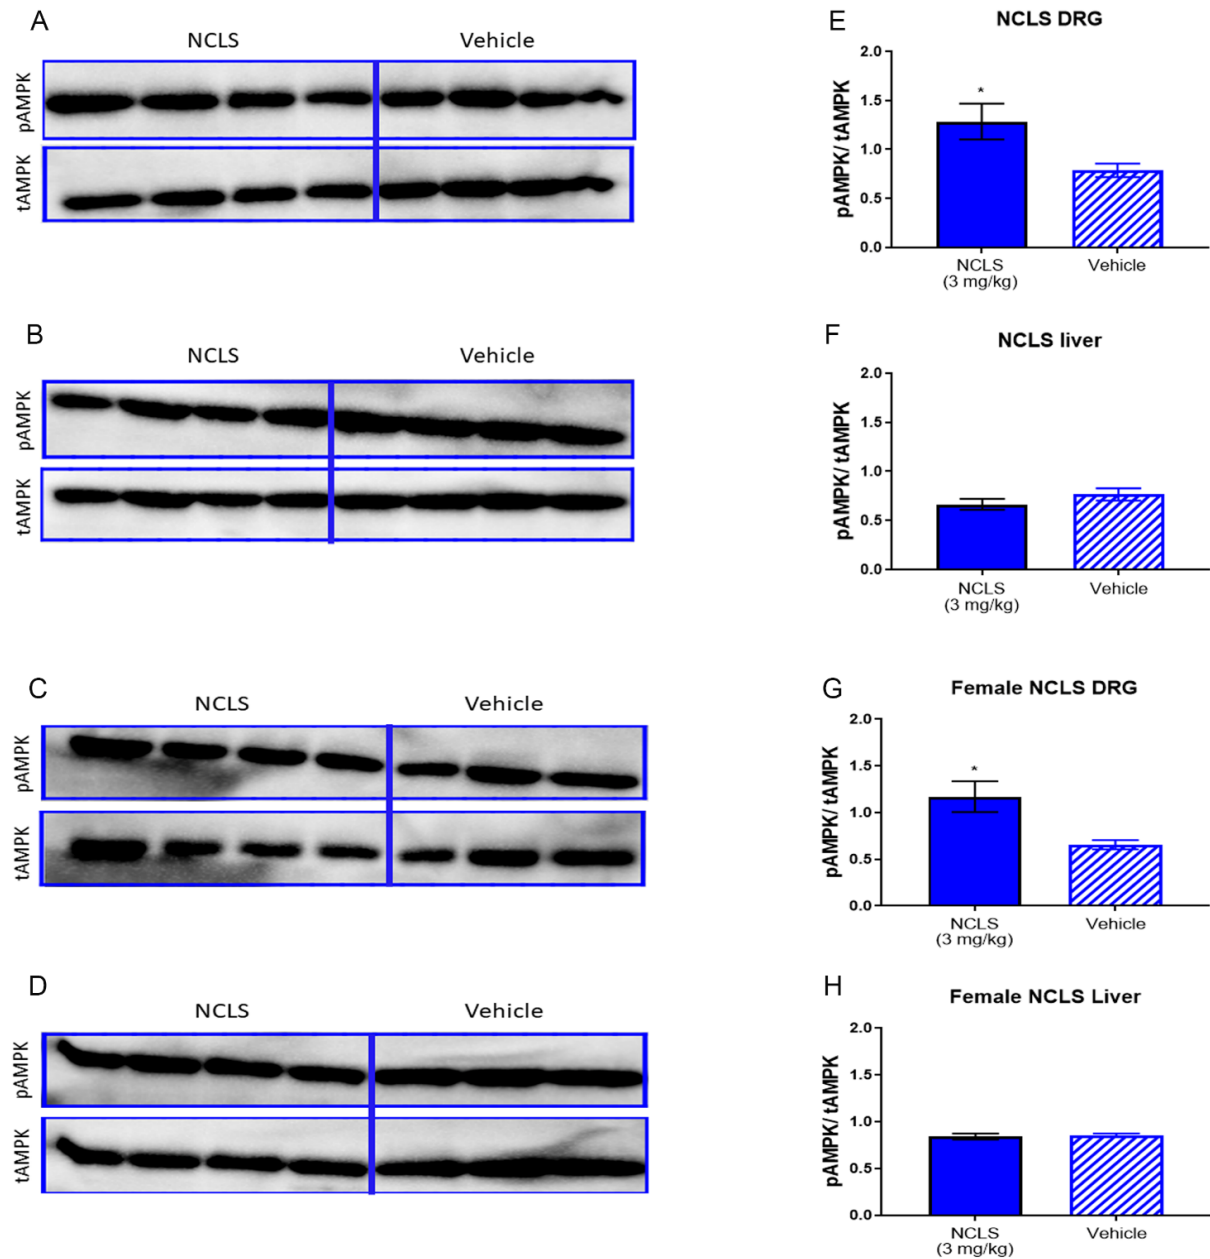 A
NCLS Vehicle
pAMPK
tAMPK
E
NCLS DRG
pAMPK/ tAMPK
2.0
1.5
1.0
0.5
0.0
*
NCLS
(3 mg/kg)
Vehicle
B
NCLS Vehicle
pAMPK
tAMPK
F
NCLS liver
pAMPK/ tAMPK
2.0
1.5
1.0
0.5
0.0
NCLS
(3 mg/kg)
Vehicle
C
NCLS Vehicle
pAMPK
tAMPK
G
Female NCLS DRG
pAMPK/ tAMPK
2.0
1.5
1.0
0.5
0.0
*
NCLS
(3 mg/kg)
Vehicle
D
NCLS Vehicle
pAMPK
tAMPK
H
Female NCLS Liver
pAMPK/ tAMPK
2.0
1.5
1.0
0.5
0.0
NCLS
(3 mg/kg)
Vehicle